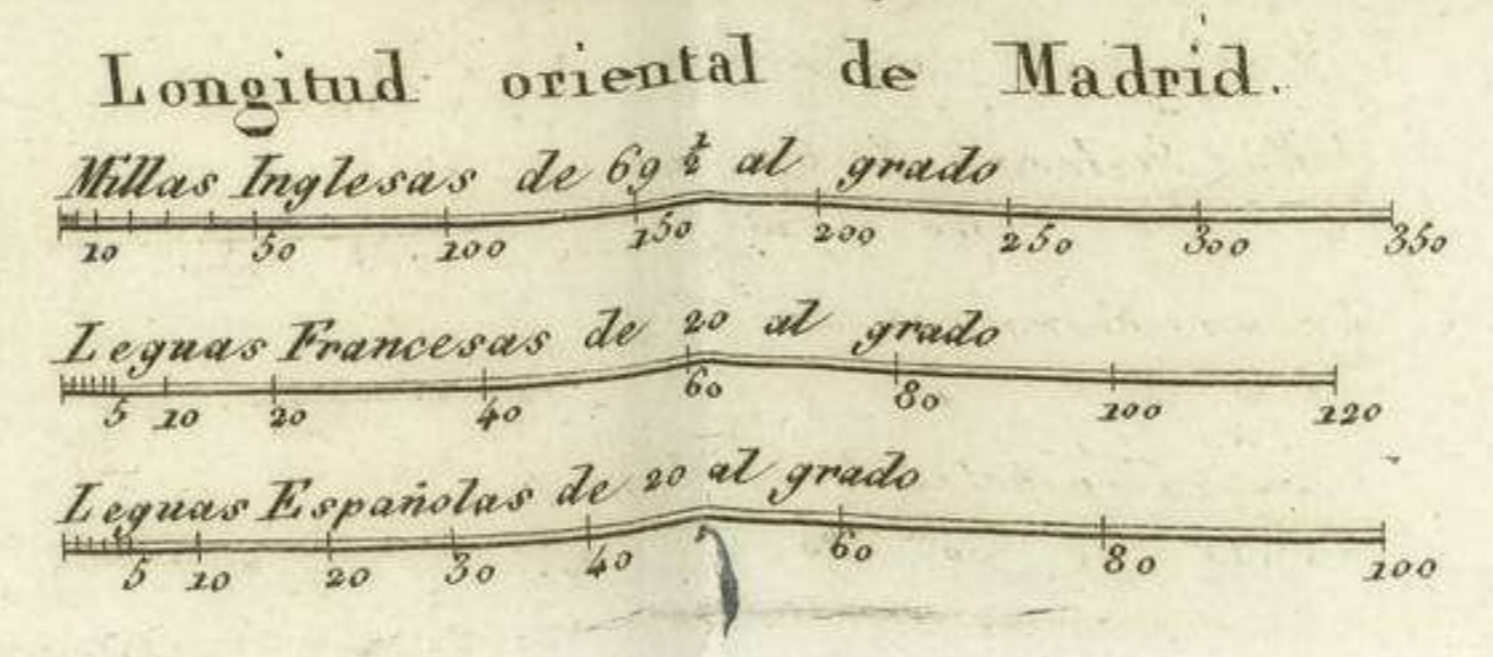 Longitud oriental de Madrid.
Millas Inglesas de 69 ½ al grado
10 50 100 150 200 250 300 350
Leguas Francesas de 20 al grado
5 10 20 40 60 80 100 120
Leguas Españolas de 20 al grado
5 10 20 30 40 60 80 100